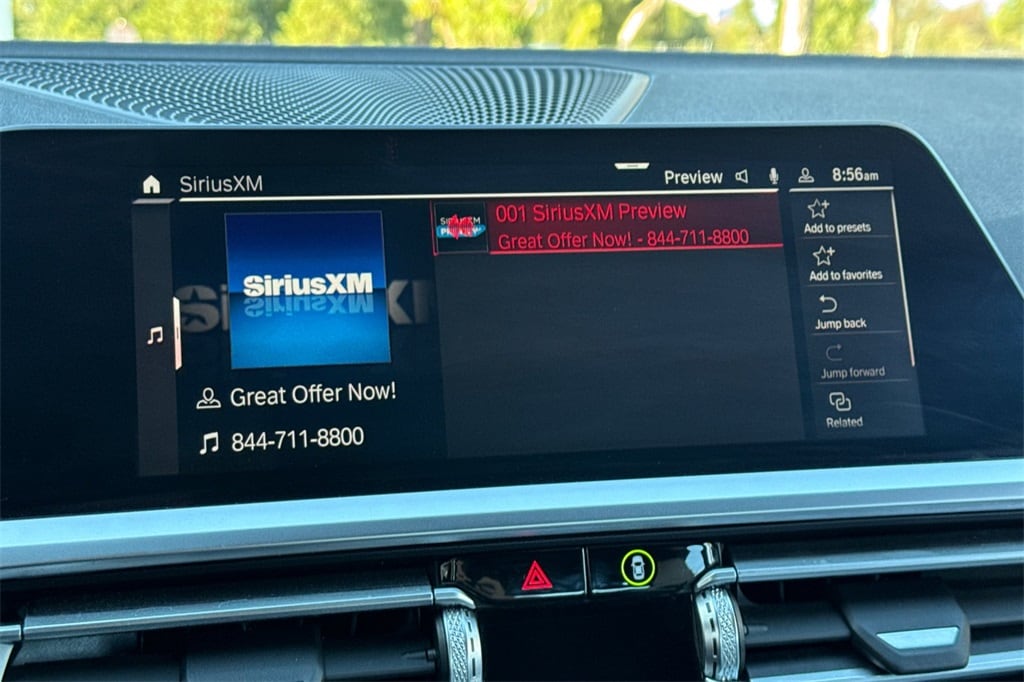 SiriusXM
Preview
8:56am
SiriusXM
Great Offer Now!
844-711-8800
001 SiriusXM Preview
Great Offer Now! - 844-711-8800
Add to presets
Add to favorites
Jump back
Jump forward
Related